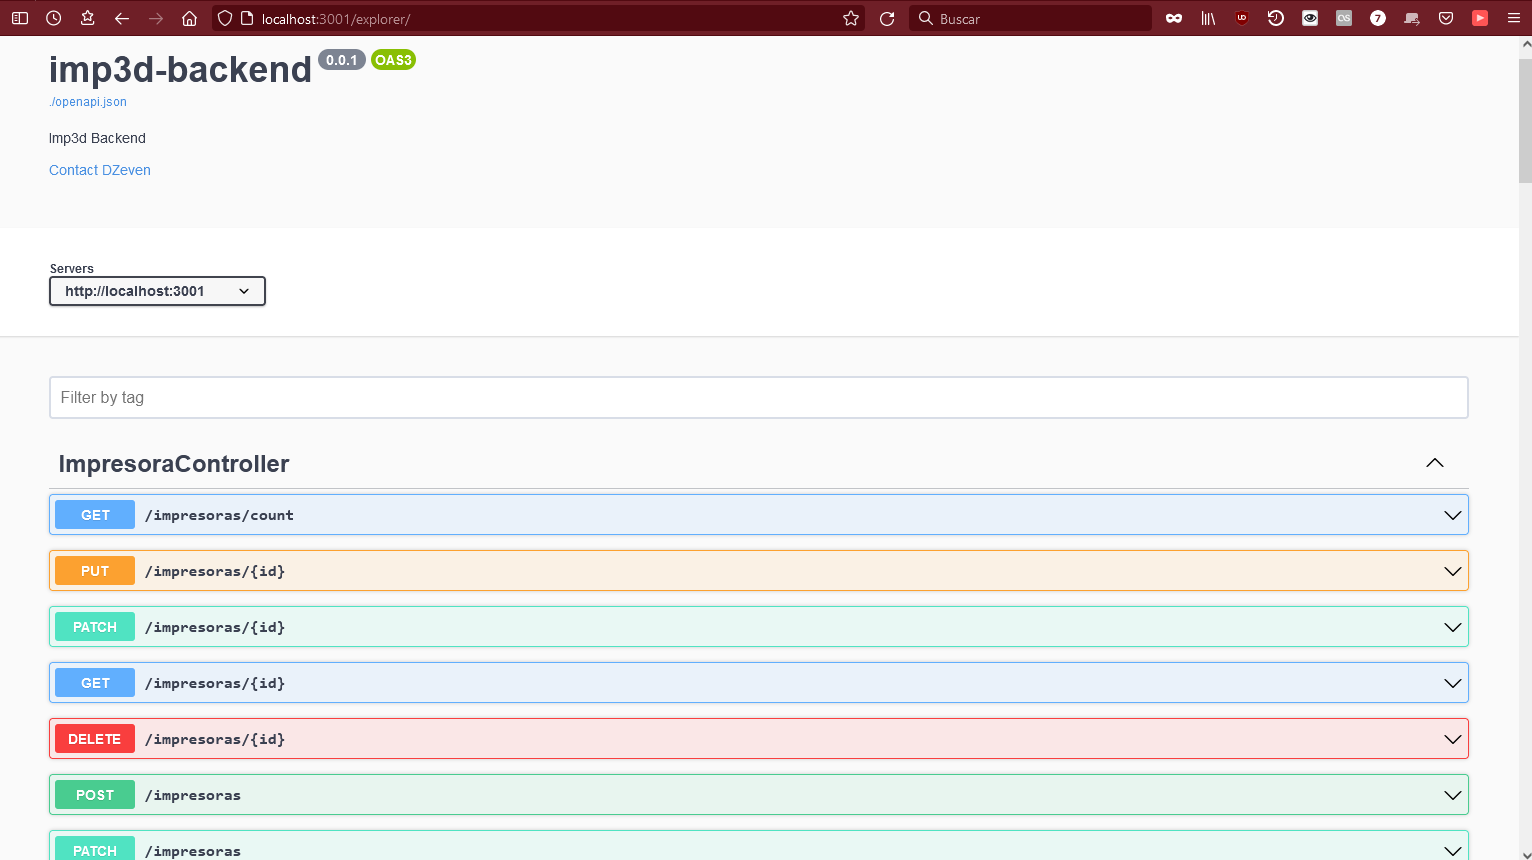 localhost:3001/explorer/
Buscar
imp3d-backend 0.0.1 OAS3
./openapi.json
Imp3d Backend
Contact DZeven
Servers
http://localhost:3001
Filter by tag
ImpresoraController
GET /impresoras/count
PUT /impresoras/{id}
PATCH /impresoras/{id}
GET /impresoras/{id}
DELETE /impresoras/{id}
POST /impresoras
PATCH /impresoras